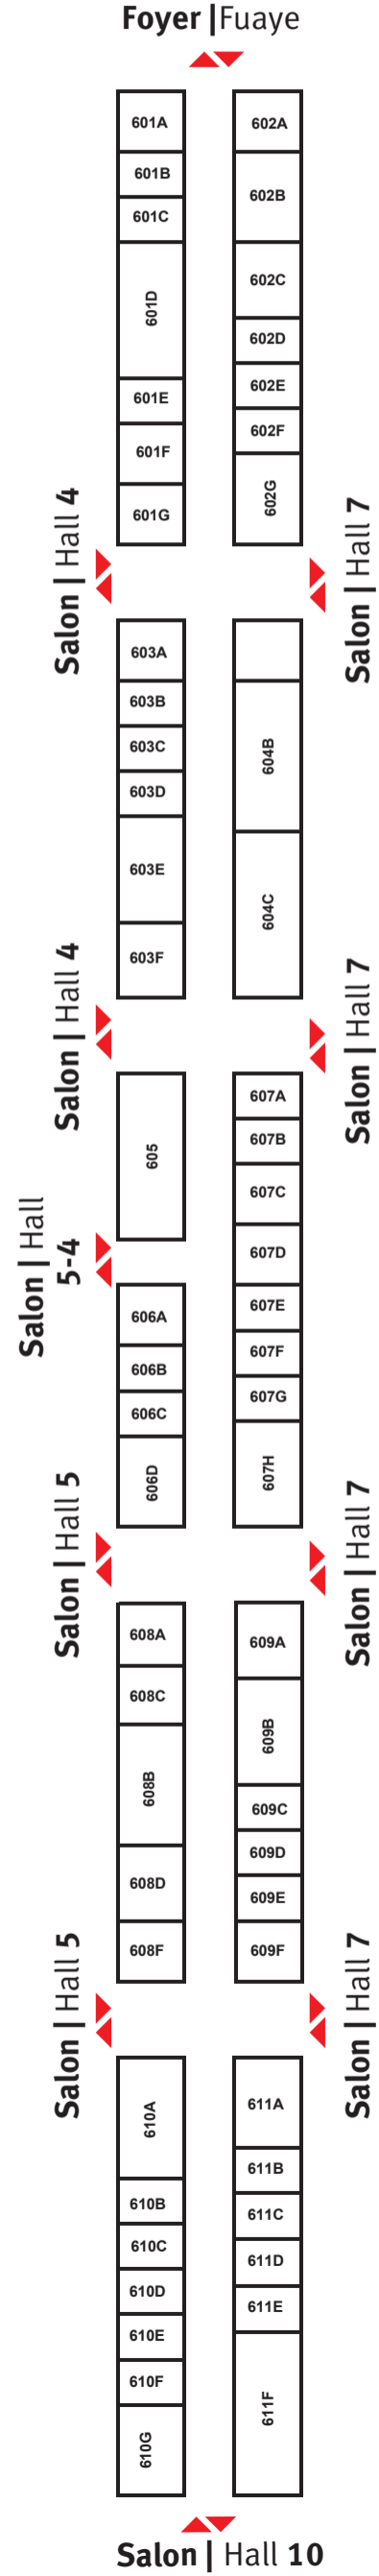 Foyer | Fuaye
601A
602A
601B
602B
601C
602C
601D
602D
602E
601E
602F
601F
602G
601G
Salon | Hall 4
Salon | Hall 7
603A
603B
604B
603C
603D
603E
604C
603F
Salon | Hall 4
Salon | Hall 7
607A
607B
605
607C
Salon | Hall
5-4
607D
607E
606A
607F
606B
607G
606C
606D
607H
Salon | Hall 5
Salon | Hall 7
608A
609A
608C
609B
608B
609C
609D
608D
609E
608F
609F
Salon | Hall 5
Salon | Hall 7
610A
611A
611B
610B
611C
610C
611D
610D
611E
610E
610F
611F
610G
Salon | Hall 10